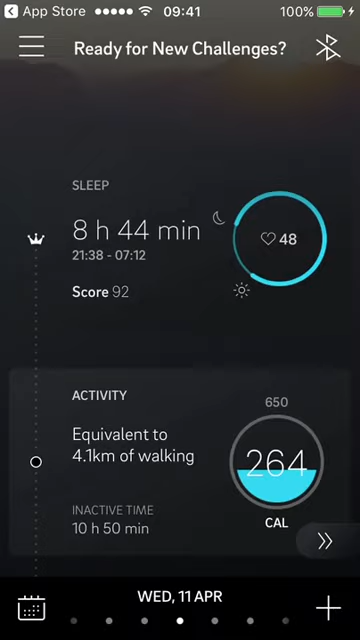 App Store 09:41 100%
Ready for New Challenges?
SLEEP
8 h 44 min
21:38 - 07:12
48
Score 92
ACTIVITY
650
Equivalent to
4.1km of walking
264
INACTIVE TIME
10 h 50 min
CAL
WED, 11 APR